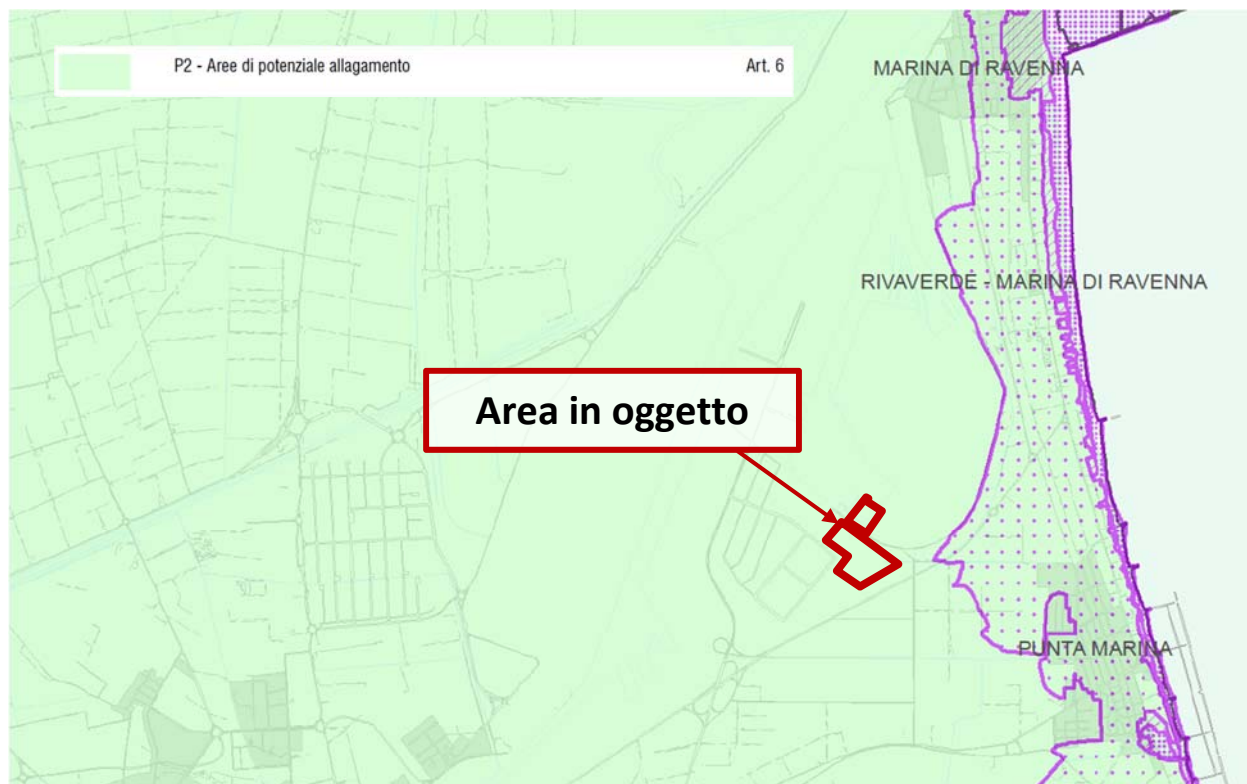 P2 - Aree di potenziale allagamento Art. 6
MARINA DI RAVENNA
RIVAVERDE - MARINA DI RAVENNA
Area in oggetto
PUNTA MARINA